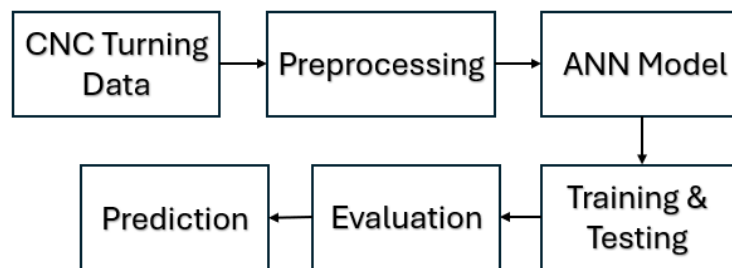 CNC Turning
Data
Preprocessing
ANN Model
Training &
Testing
Evaluation
Prediction